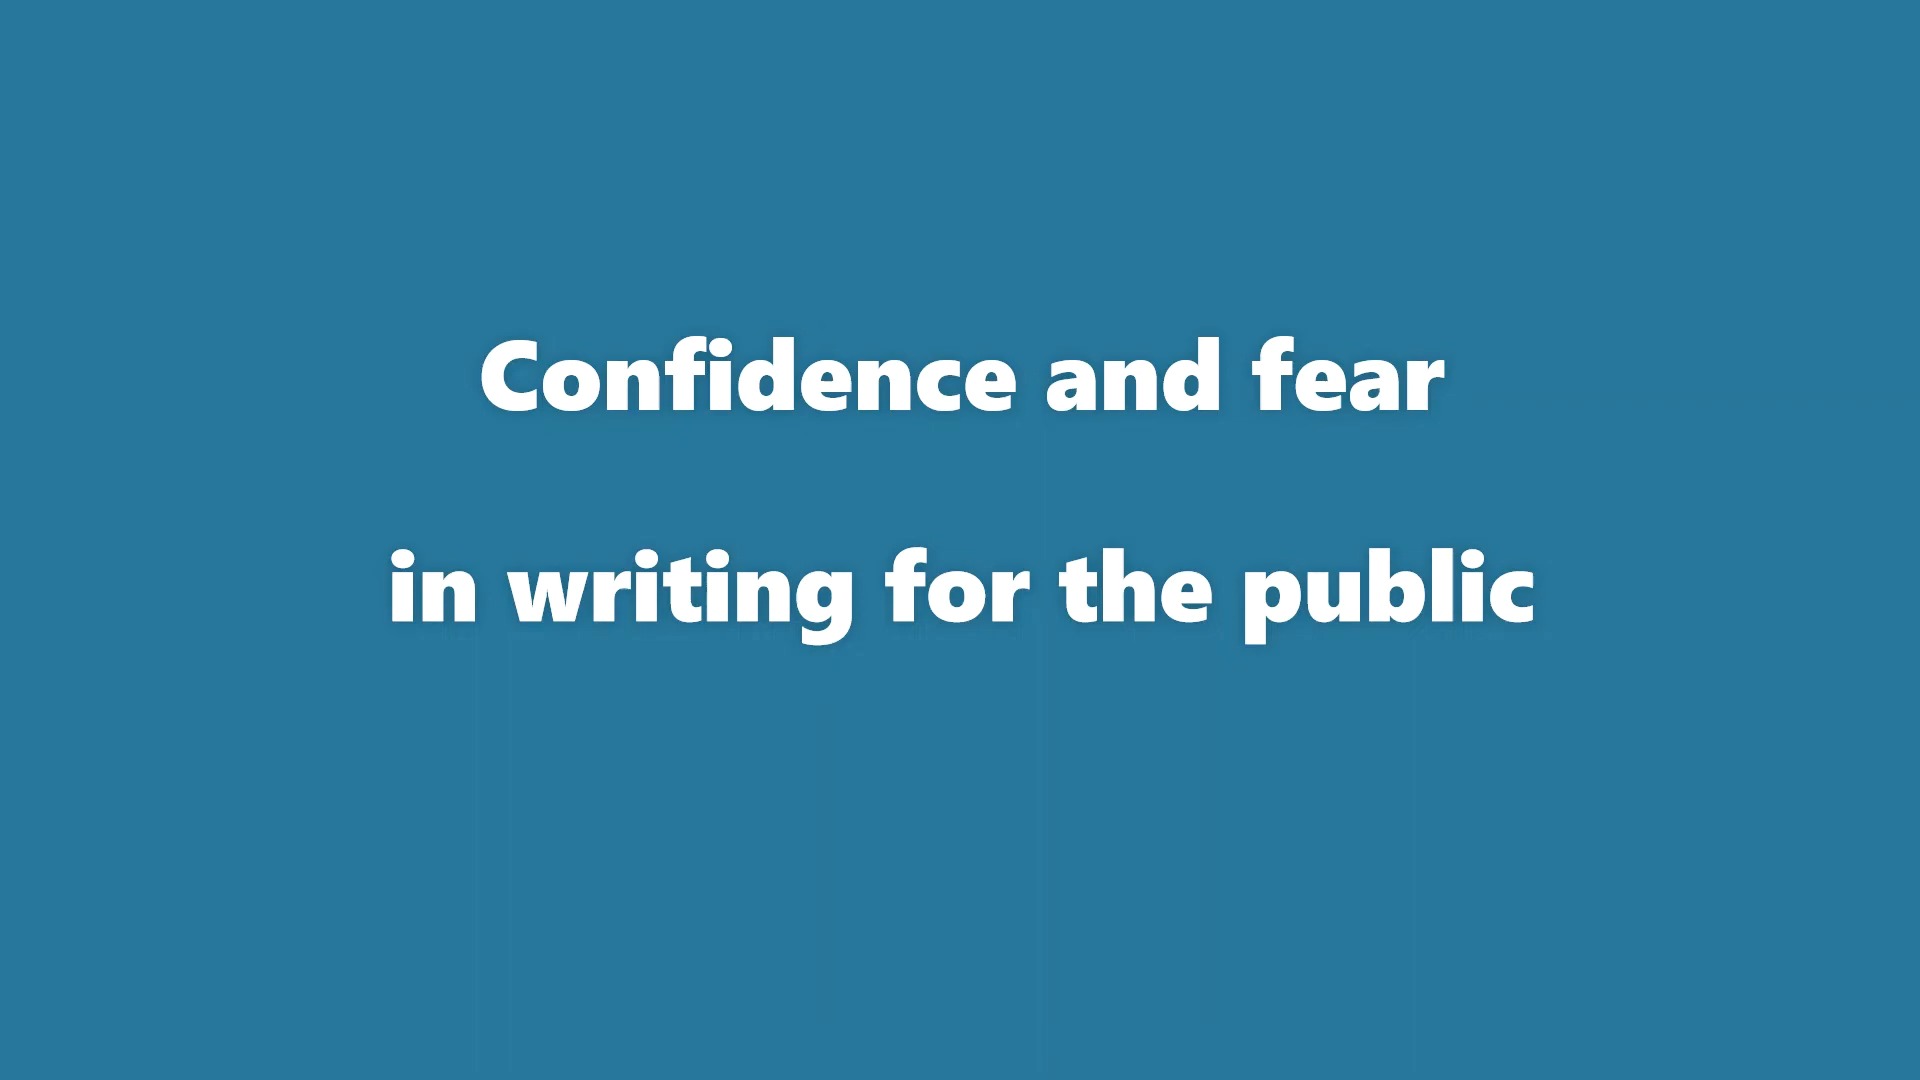 Confidence and fear
in writing for the public